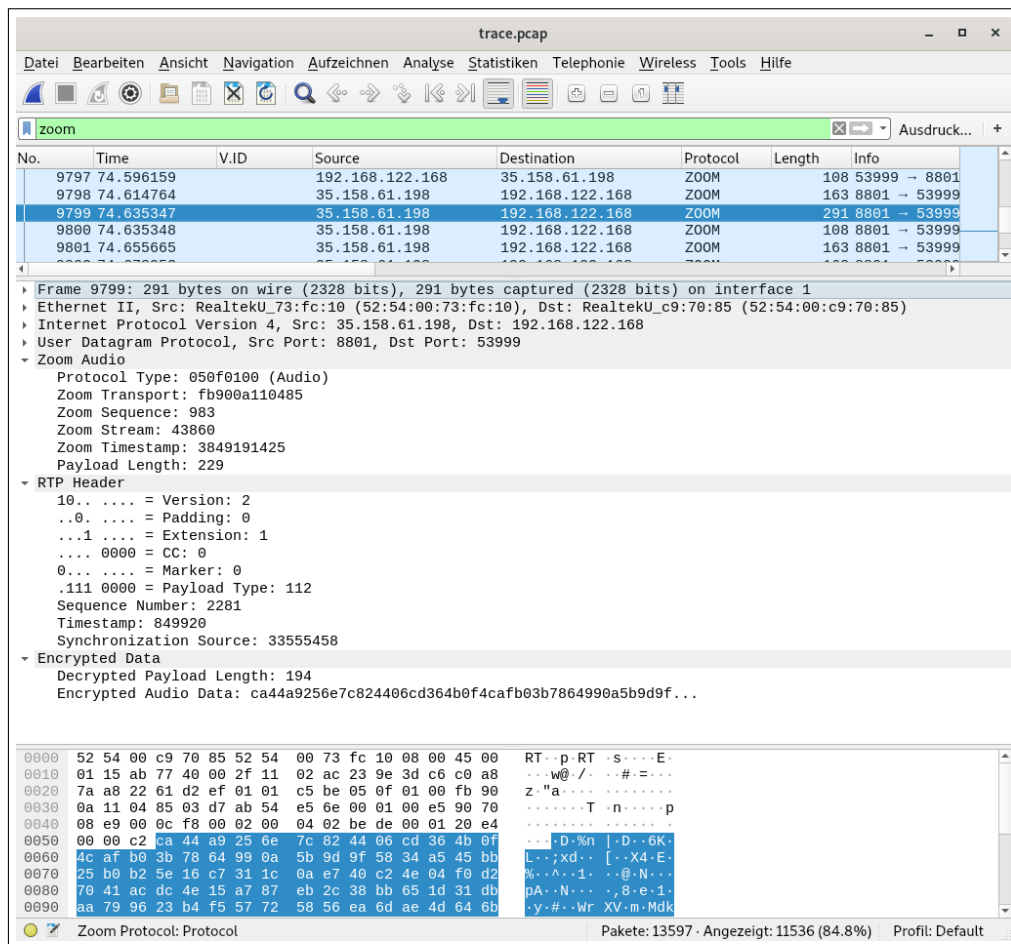 trace.pcap
Datei Bearbeiten Ansicht Navigation Aufzeichnen Analyse Statistiken Telephonie Wireless Tools Hilfe
zoom Ausdruck... +
No. Time V.ID Source Destination Protocol Length Info
9797 74.596159 192.168.122.168 35.158.61.198 ZOOM 108 53999 → 8801
9798 74.614764 35.158.61.198 192.168.122.168 ZOOM 163 8801 → 53999
9799 74.635347 35.158.61.198 192.168.122.168 ZOOM 291 8801 → 53999
9800 74.635348 35.158.61.198 192.168.122.168 ZOOM 108 8801 → 53999
9801 74.655665 35.158.61.198 192.168.122.168 ZOOM 163 8801 → 53999
Frame 9799: 291 bytes on wire (2328 bits), 291 bytes captured (2328 bits) on interface 1
Ethernet II, Src: RealtekU_73:fc:10 (52:54:00:73:fc:10), Dst: RealtekU_c9:70:85 (52:54:00:c9:70:85)
Internet Protocol Version 4, Src: 35.158.61.198, Dst: 192.168.122.168
User Datagram Protocol, Src Port: 8801, Dst Port: 53999
Zoom Audio
Protocol Type: 050f0100 (Audio)
Zoom Transport: fb900a110485
Zoom Sequence: 983
Zoom Stream: 43860
Zoom Timestamp: 3849191425
Payload Length: 229
RTP Header
10.. .... = Version: 2
..0. .... = Padding: 0
...1 .... = Extension: 1
.... 0000 = CC: 0
0... .... = Marker: 0
.111 0000 = Payload Type: 112
Sequence Number: 2281
Timestamp: 849920
Synchronization Source: 33555458
Encrypted Data
Decrypted Payload Length: 194
Encrypted Audio Data: ca44a9256e7c824406cd364b0f4cafb03b7864990a5b9d9f...
0000 52 54 00 c9 70 85 52 54 00 73 fc 10 08 00 45 00 RT··p·RT ·s····E·
0010 01 15 ab 77 40 00 2f 11 02 ac 23 9e 3d c6 c0 a8 ···w@·/· ··#·=···
0020 7a a8 22 61 d2 ef 01 01 c5 be 05 0f 01 00 fb 90 z·"a···· ········
0030 0a 11 04 85 03 d7 ab 54 e5 6e 00 01 00 e5 90 70 ·······T ·n·····p
0040 08 e9 00 0c f8 00 02 00 04 02 be de 00 01 20 e4 ········ ······ ·
0050 00 00 c2 ca 44 a9 25 6e 7c 82 44 06 cd 36 4b 0f ····D·%n |·D··6K·
0060 4c af b0 3b 78 64 99 0a 5b 9d 9f 58 34 a5 45 bb L··;xd·· [··X4·E·
0070 25 b0 b2 5e 16 c7 31 1c 0a e7 40 c2 4e 04 f0 d2 %··^··1· ··@·N···
0080 70 41 ac dc 4e 15 a7 87 eb 2c 38 bb 65 1d 31 db pA··N··· ·,8·e·1·
0090 aa 79 96 23 b4 f5 57 72 58 56 ea 6d ae 4d 64 6b ·y·#··Wr XV·m·Mdk
Zoom Protocol: Protocol Pakete: 13597 · Angezeigt: 11536 (84.8%) Profil: Default